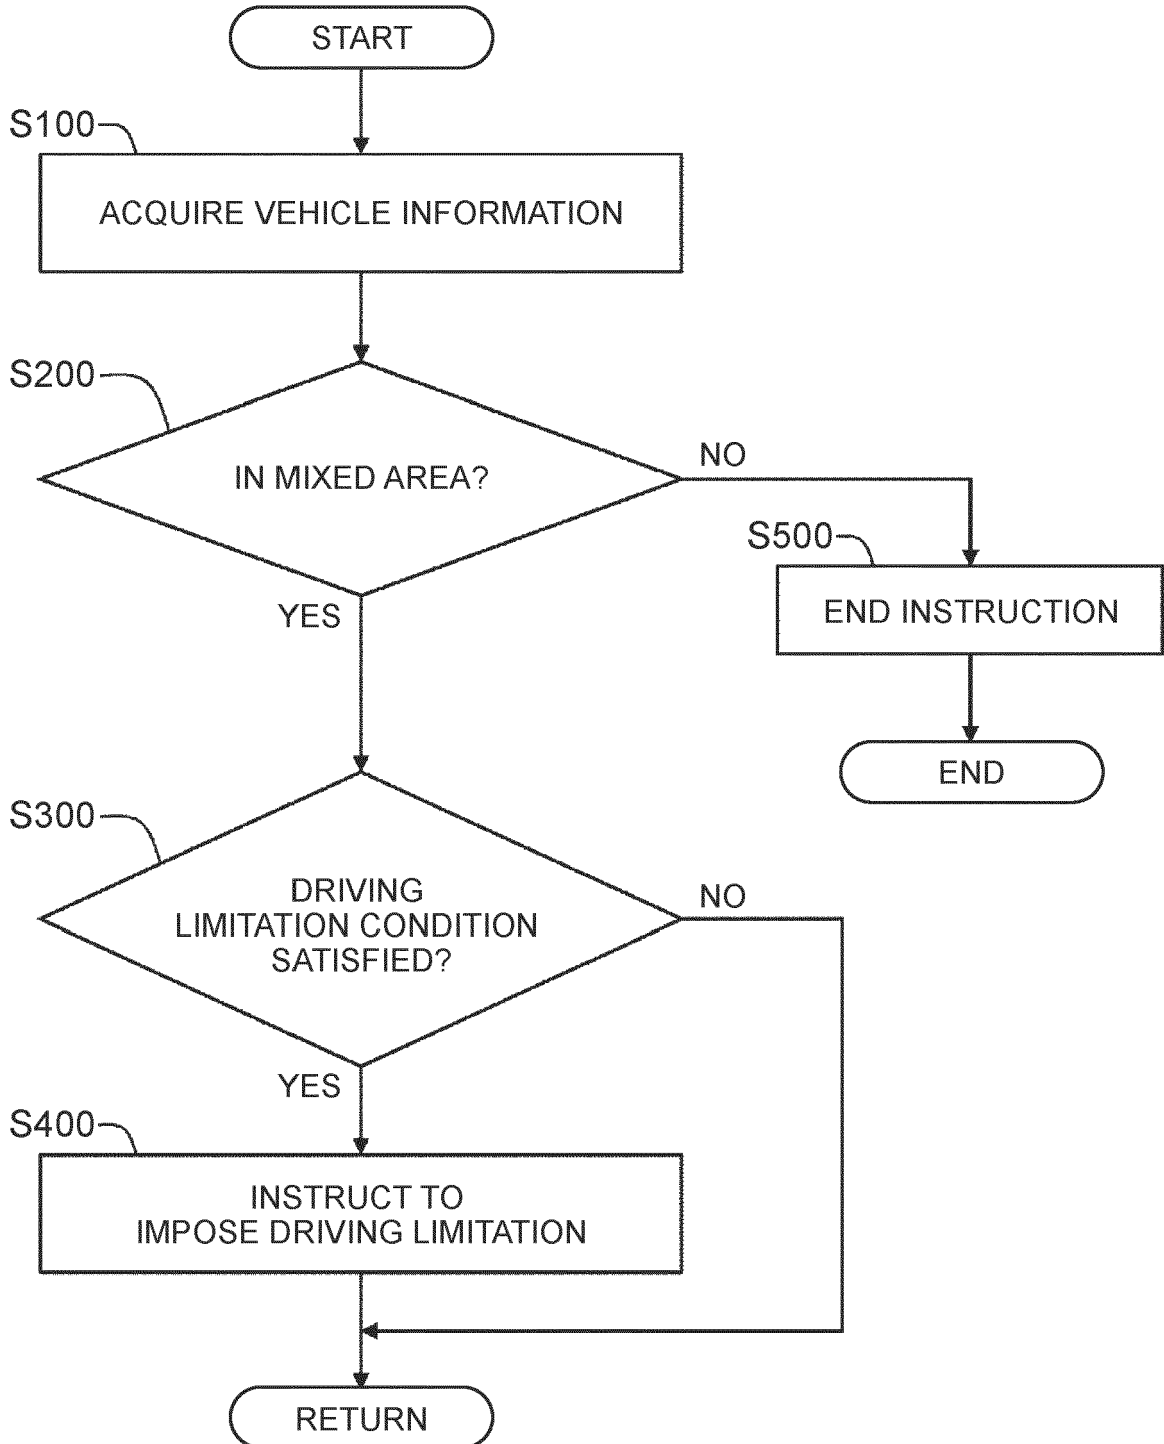 START
S100
ACQUIRE VEHICLE INFORMATION
S200
IN MIXED AREA?
NO
YES
S500
END INSTRUCTION
END
S300
DRIVING
LIMITATION CONDITION
SATISFIED?
NO
YES
S400
INSTRUCT TO
IMPOSE DRIVING LIMITATION
RETURN